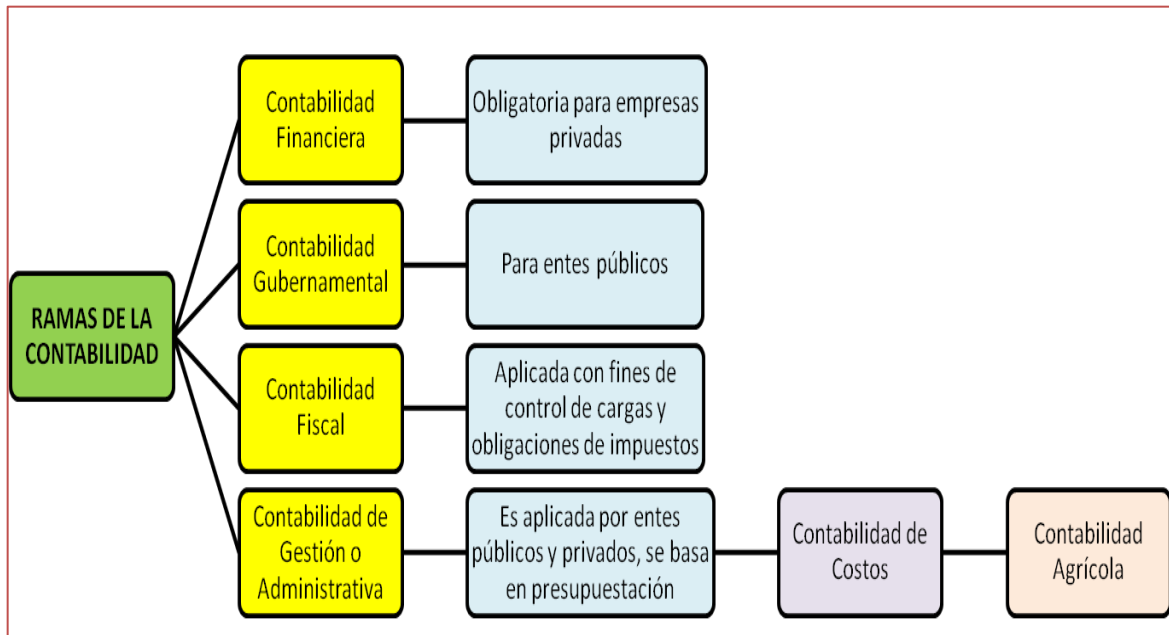 RAMAS DE LA
CONTABILIDAD
Contabilidad
Financiera
Obligatoria para empresas
privadas
Contabilidad
Gubernamental
Para entes públicos
Contabilidad
Fiscal
Aplicada con fines de
control de cargas y
obligaciones de impuestos
Contabilidad de
Gestión o
Administrativa
Es aplicada por entes
públicos y privados, se basa
en presupuestación
Contabilidad de
Costos
Contabilidad
Agrícola